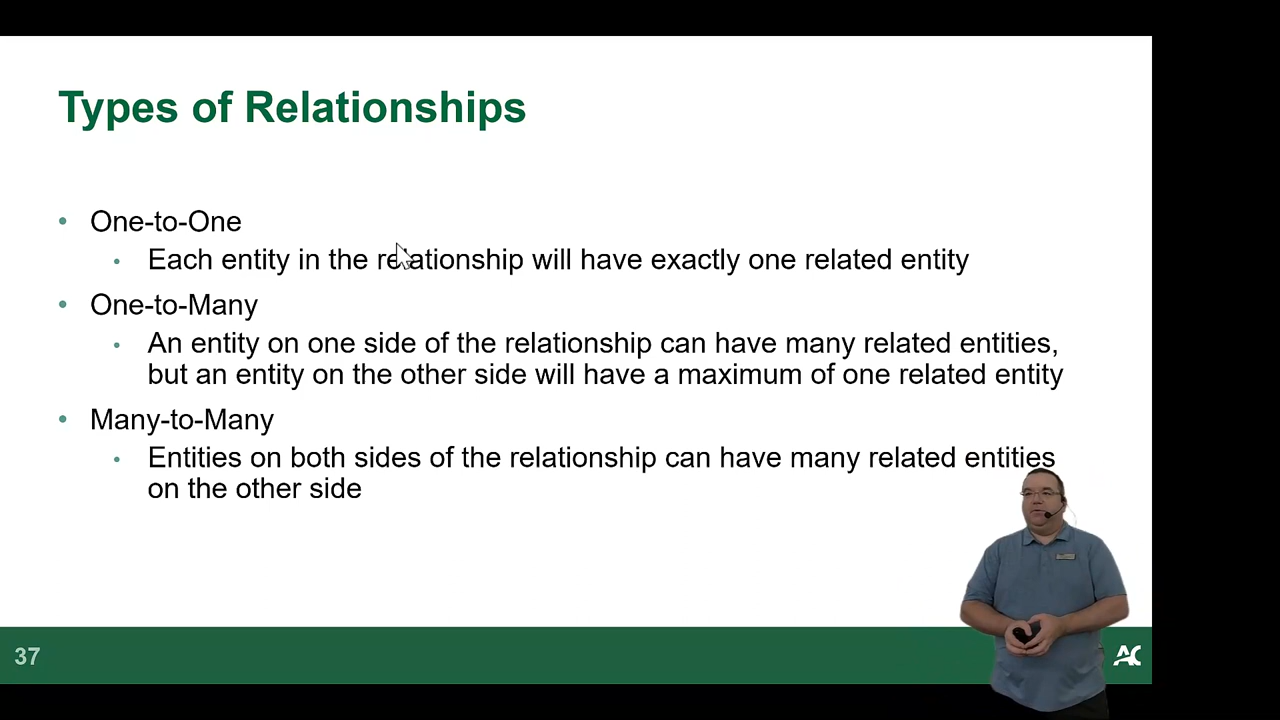 Types of Relationships
• One-to-One
• Each entity in the relationship will have exactly one related entity
• One-to-Many
• An entity on one side of the relationship can have many related entities,
but an entity on the other side will have a maximum of one related entity
• Many-to-Many
• Entities on both sides of the relationship can have many related entities
on the other side
37
AC